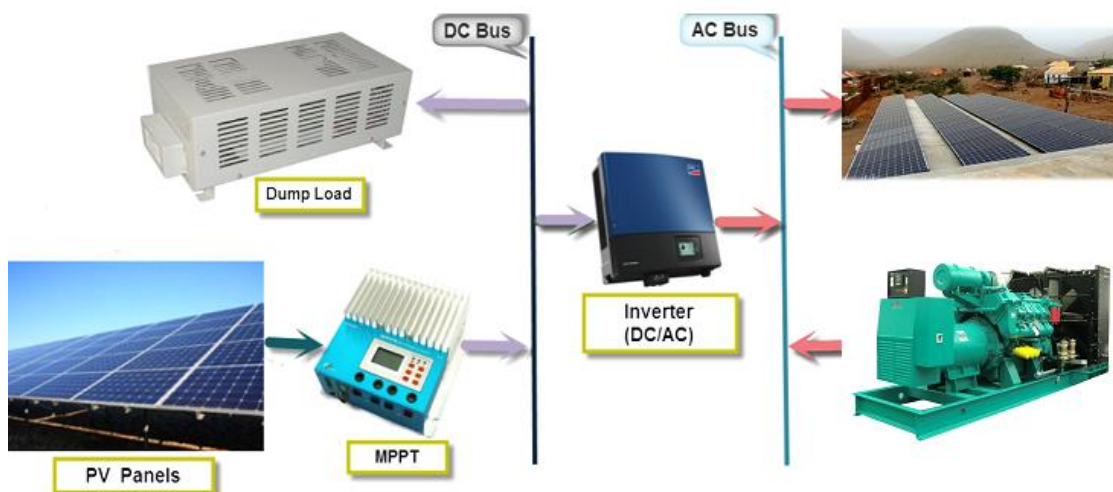 DC Bus
AC Bus
Dump Load
Inverter
(DC/AC)
MPPT
PV Panels